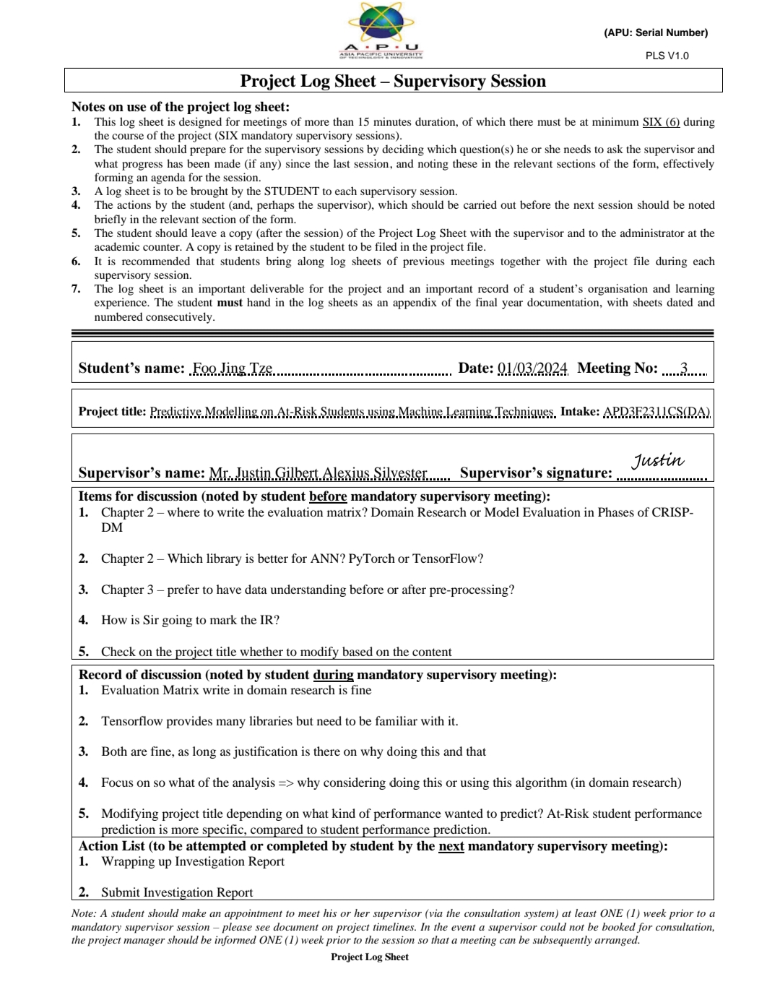 A • P • U
ASIA PACIFIC UNIVERSITY
OF TECHNOLOGY & INNOVATION
(APU: Serial Number)
PLS V1.0
Project Log Sheet – Supervisory Session
Notes on use of the project log sheet:
1. This log sheet is designed for meetings of more than 15 minutes duration, of which there must be at minimum SIX (6) during
the course of the project (SIX mandatory supervisory sessions).
2. The student should prepare for the supervisory sessions by deciding which question(s) he or she needs to ask the supervisor and
what progress has been made (if any) since the last session, and noting these in the relevant sections of the form, effectively
forming an agenda for the session.
3. A log sheet is to be brought by the STUDENT to each supervisory session.
4. The actions by the student (and, perhaps the supervisor), which should be carried out before the next session should be noted
briefly in the relevant section of the form.
5. The student should leave a copy (after the session) of the Project Log Sheet with the supervisor and to the administrator at the
academic counter. A copy is retained by the student to be filed in the project file.
6. It is recommended that students bring along log sheets of previous meetings together with the project file during each
supervisory session.
7. The log sheet is an important deliverable for the project and an important record of a student’s organisation and learning
experience. The student must hand in the log sheets as an appendix of the final year documentation, with sheets dated and
numbered consecutively.
Student’s name: Foo Jing Tze Date: 01/03/2024 Meeting No: 3
Project title: Predictive Modelling on At-Risk Students using Machine Learning Techniques Intake: APD3F2311CS(DA)
Justin
Supervisor’s name: Mr. Justin Gilbert Alexius Silvester Supervisor’s signature:
Items for discussion (noted by student before mandatory supervisory meeting):
1. Chapter 2 – where to write the evaluation matrix? Domain Research or Model Evaluation in Phases of CRISP-
DM
2. Chapter 2 – Which library is better for ANN? PyTorch or TensorFlow?
3. Chapter 3 – prefer to have data understanding before or after pre-processing?
4. How is Sir going to mark the IR?
5. Check on the project title whether to modify based on the content
Record of discussion (noted by student during mandatory supervisory meeting):
1. Evaluation Matrix write in domain research is fine
2. Tensorflow provides many libraries but need to be familiar with it.
3. Both are fine, as long as justification is there on why doing this and that
4. Focus on so what of the analysis => why considering doing this or using this algorithm (in domain research)
5. Modifying project title depending on what kind of performance wanted to predict? At-Risk student performance
prediction is more specific, compared to student performance prediction.
Action List (to be attempted or completed by student by the next mandatory supervisory meeting):
1. Wrapping up Investigation Report
2. Submit Investigation Report
Note: A student should make an appointment to meet his or her supervisor (via the consultation system) at least ONE (1) week prior to a
mandatory supervisor session – please see document on project timelines. In the event a supervisor could not be booked for consultation,
the project manager should be informed ONE (1) week prior to the session so that a meeting can be subsequently arranged.
Project Log Sheet